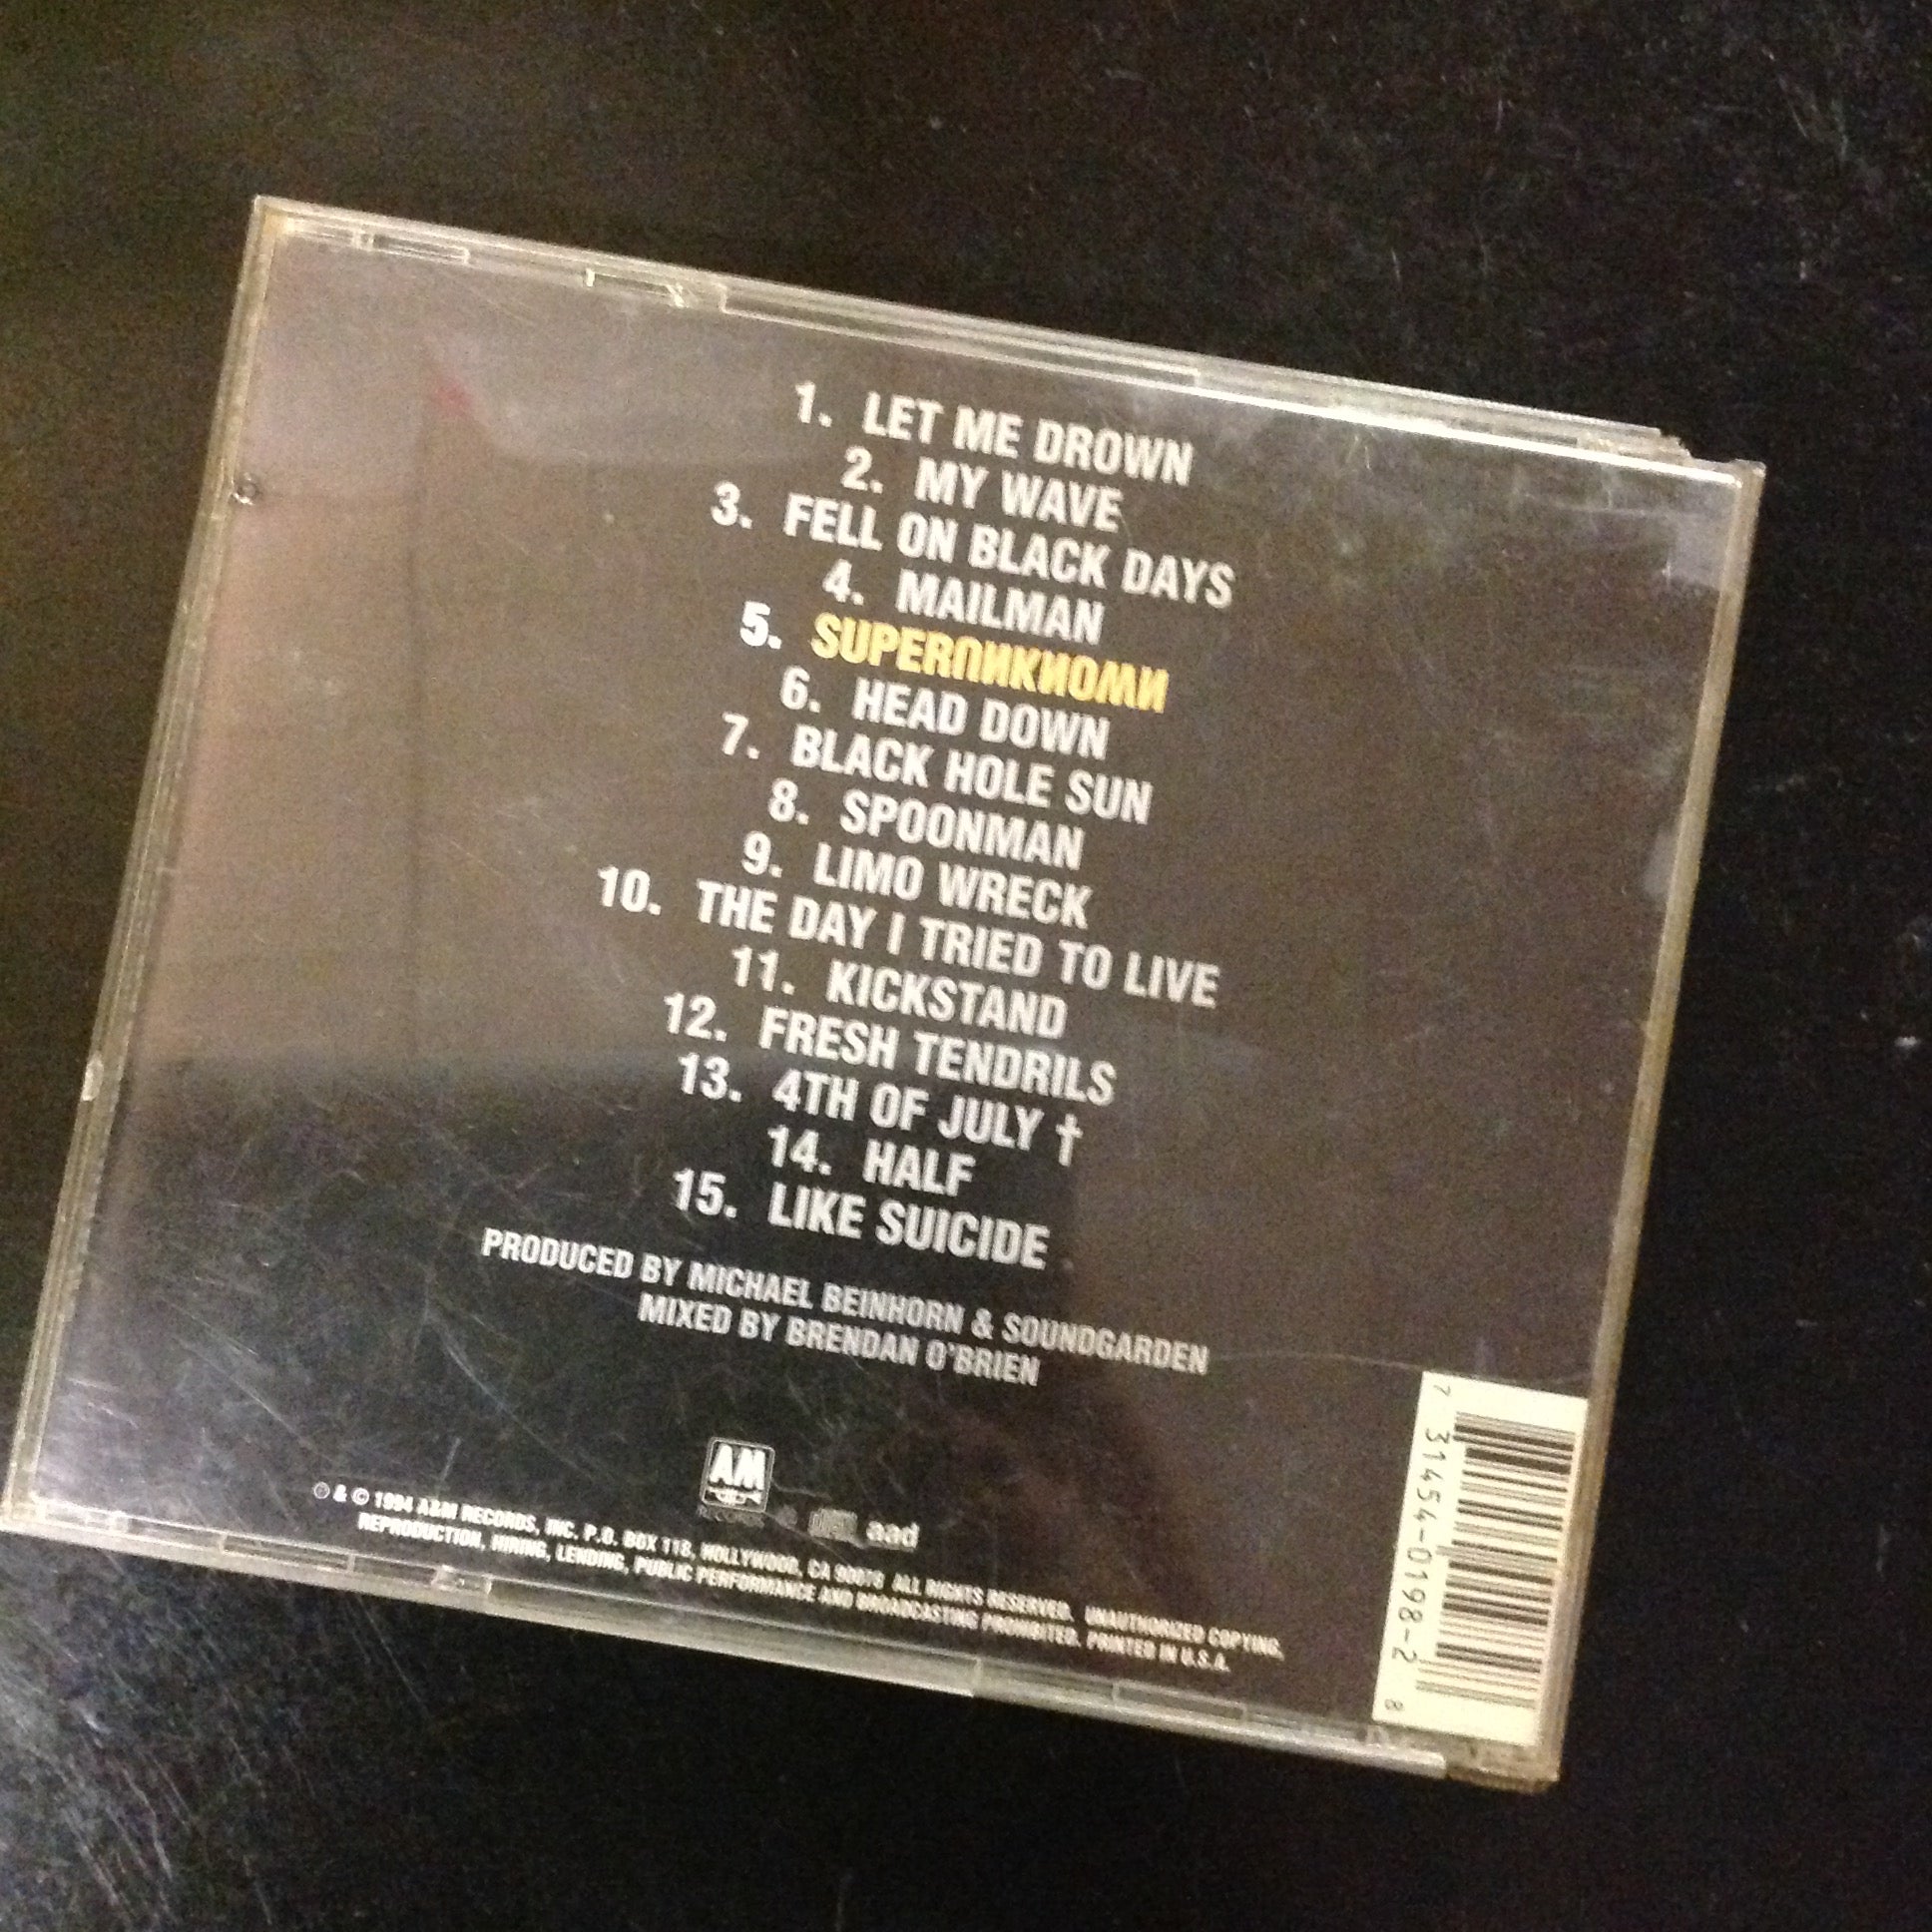 1. LET ME DROWN
2. MY WAVE
3. FELL ON BLACK DAYS
4. MAILMAN
5. SUPERUNKNOWN
6. HEAD DOWN
7. BLACK HOLE SUN
8. SPOONMAN
9. LIMO WRECK
10. THE DAY I TRIED TO LIVE
11. KICKSTAND
12. FRESH TENDRILS
13. 4TH OF JULY †
14. HALF
15. LIKE SUICIDE
PRODUCED BY MICHAEL BEINHORN & SOUNDGARDEN
MIXED BY BRENDAN O'BRIEN
AM
aad
℗ & © 1994 A&M RECORDS, INC. P.O. BOX 118, HOLLYWOOD, CA 90078 ALL RIGHTS RESERVED. UNAUTHORIZED COPYING,
REPRODUCTION, HIRING, LENDING, PUBLIC PERFORMANCE AND BROADCASTING PROHIBITED. PRINTED IN U.S.A.
7 31454-0198-2 8